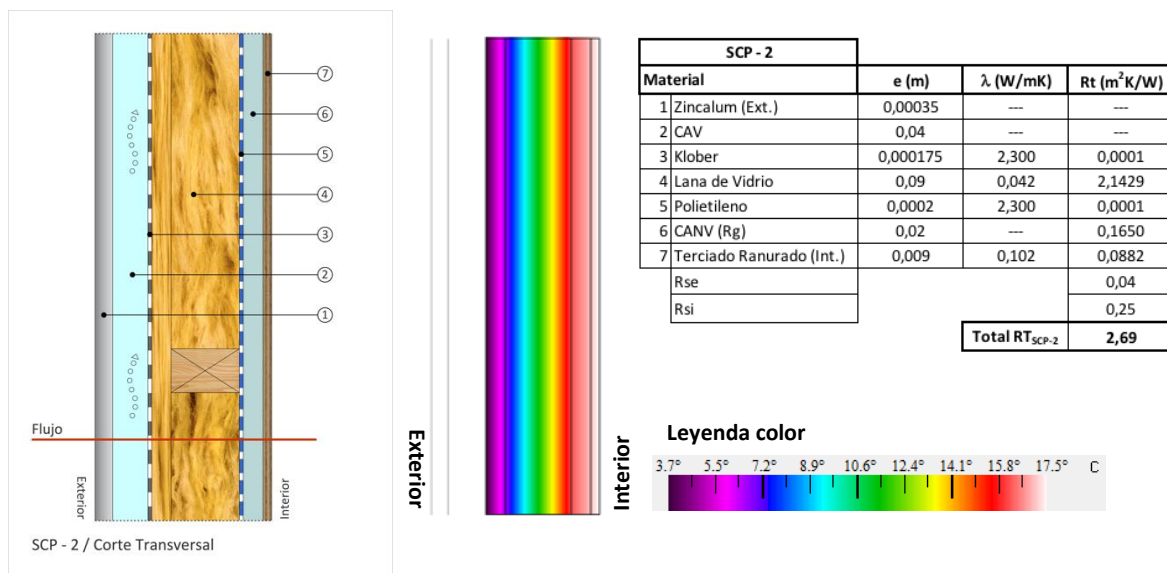 7
6
5
4
3
2
1
Flujo
Exterior
Interior
SCP - 2 / Corte Transversal
Exterior
Interior
SCP - 2
Material e (m) λ (W/mK) Rt (m²K/W)
1 Zincalum (Ext.) 0,00035 --- ---
2 CAV 0,04 --- ---
3 Klober 0,000175 2,300 0,0001
4 Lana de Vidrio 0,09 0,042 2,1429
5 Polietileno 0,0002 2,300 0,0001
6 CANV (Rg) 0,02 --- 0,1650
7 Terciado Ranurado (Int.) 0,009 0,102 0,0882
Rse 0,04
Rsi 0,25
Total RT SCP-2 2,69
Leyenda color
3.7° 5.5° 7.2° 8.9° 10.6° 12.4° 14.1° 15.8° 17.5° C